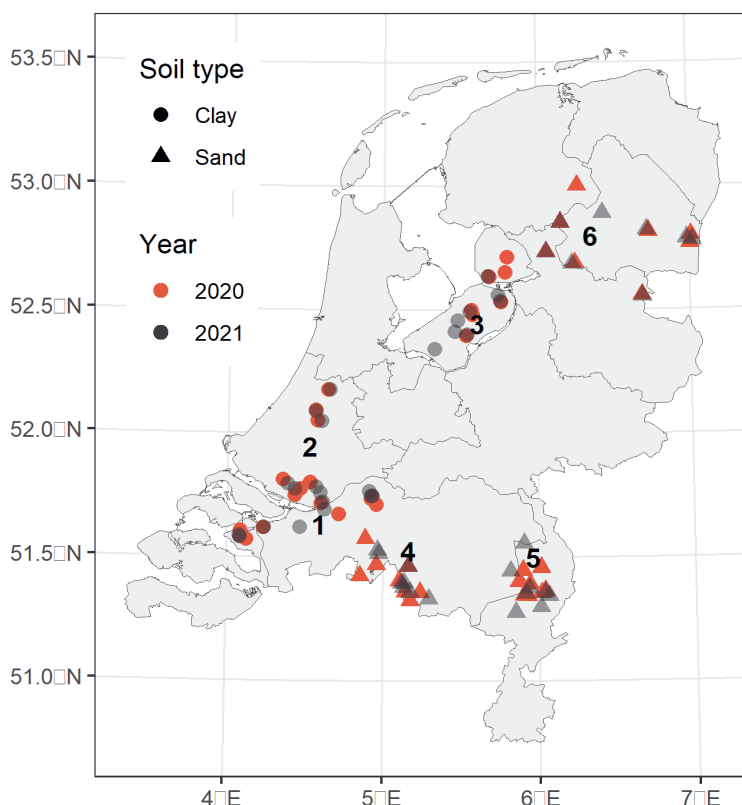 53.5□N
53.0□N
52.5□N
52.0□N
51.5□N
51.0□N
Soil type
Clay
Sand
Year
2020
2021
6
3
2
1
4
5
4□E
5□E
6□E
7□E